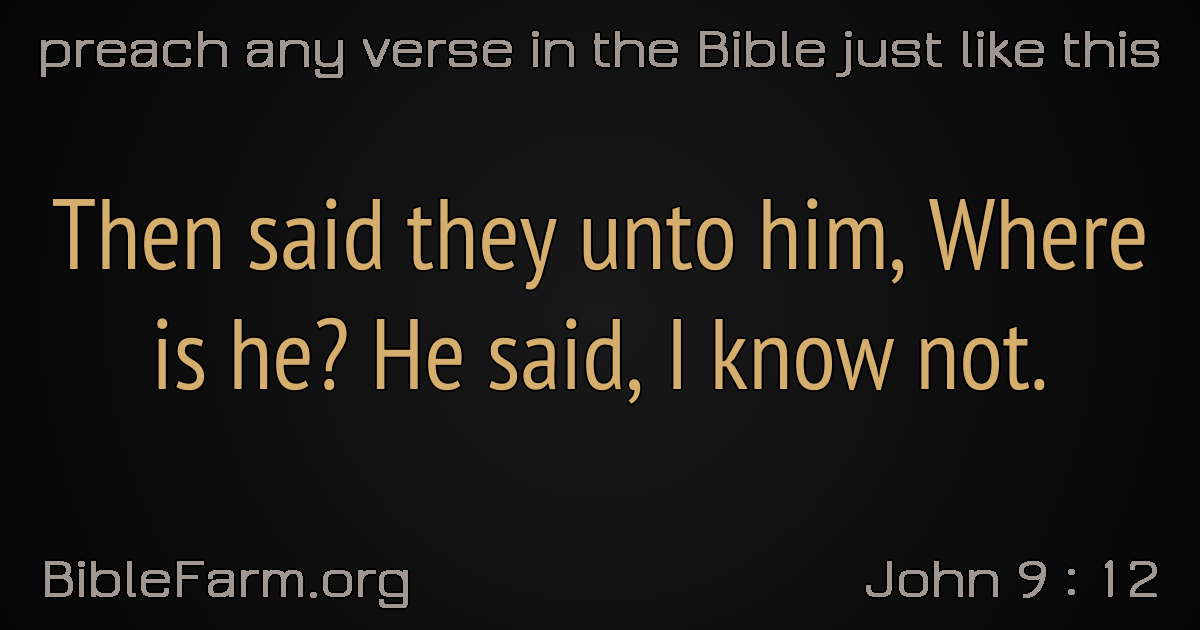 preach any verse in the Bible just like this
Then said they unto him, Where
is he? He said, I know not.
BibleFarm.org
John 9 : 12